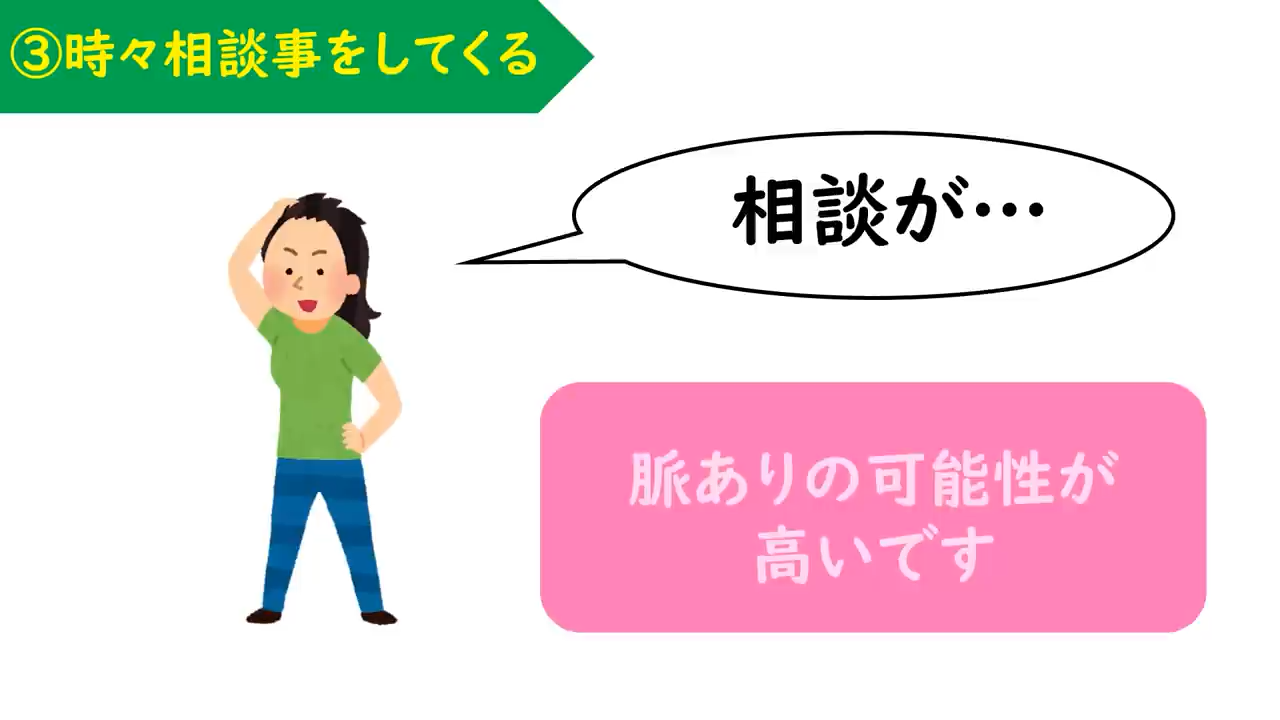 ③時々相談事をしてくる
相談が…
脈ありの可能性が
高いです